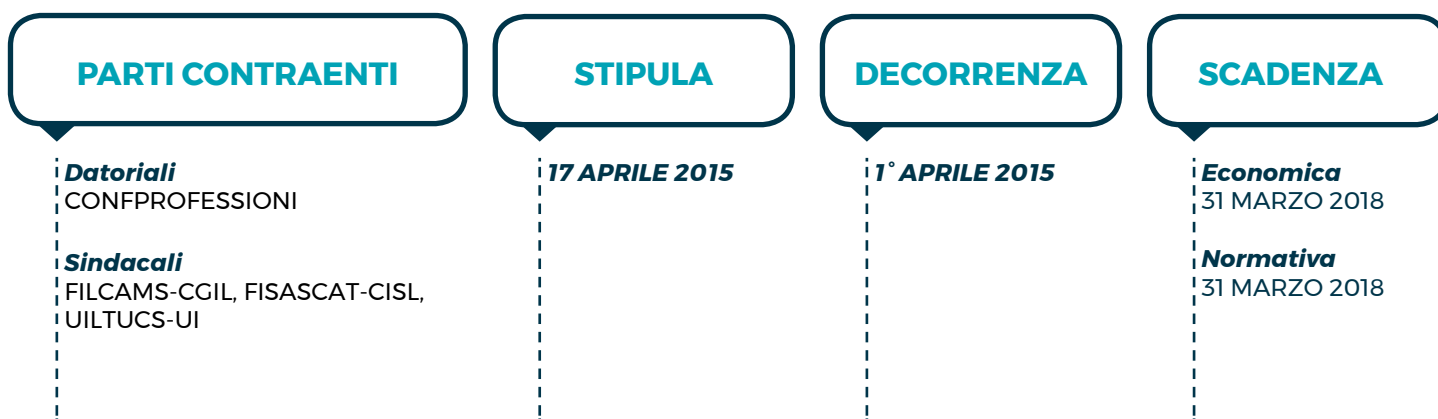 PARTI CONTRAENTI
Datoriali
CONFPROFESSIONI
Sindacali
FILCAMS-CGIL, FISASCAT-CISL,
UILTUCS-UI
STIPULA
17 APRILE 2015
DECORRENZA
1° APRILE 2015
SCADENZA
Economica
31 MARZO 2018
Normativa
31 MARZO 2018